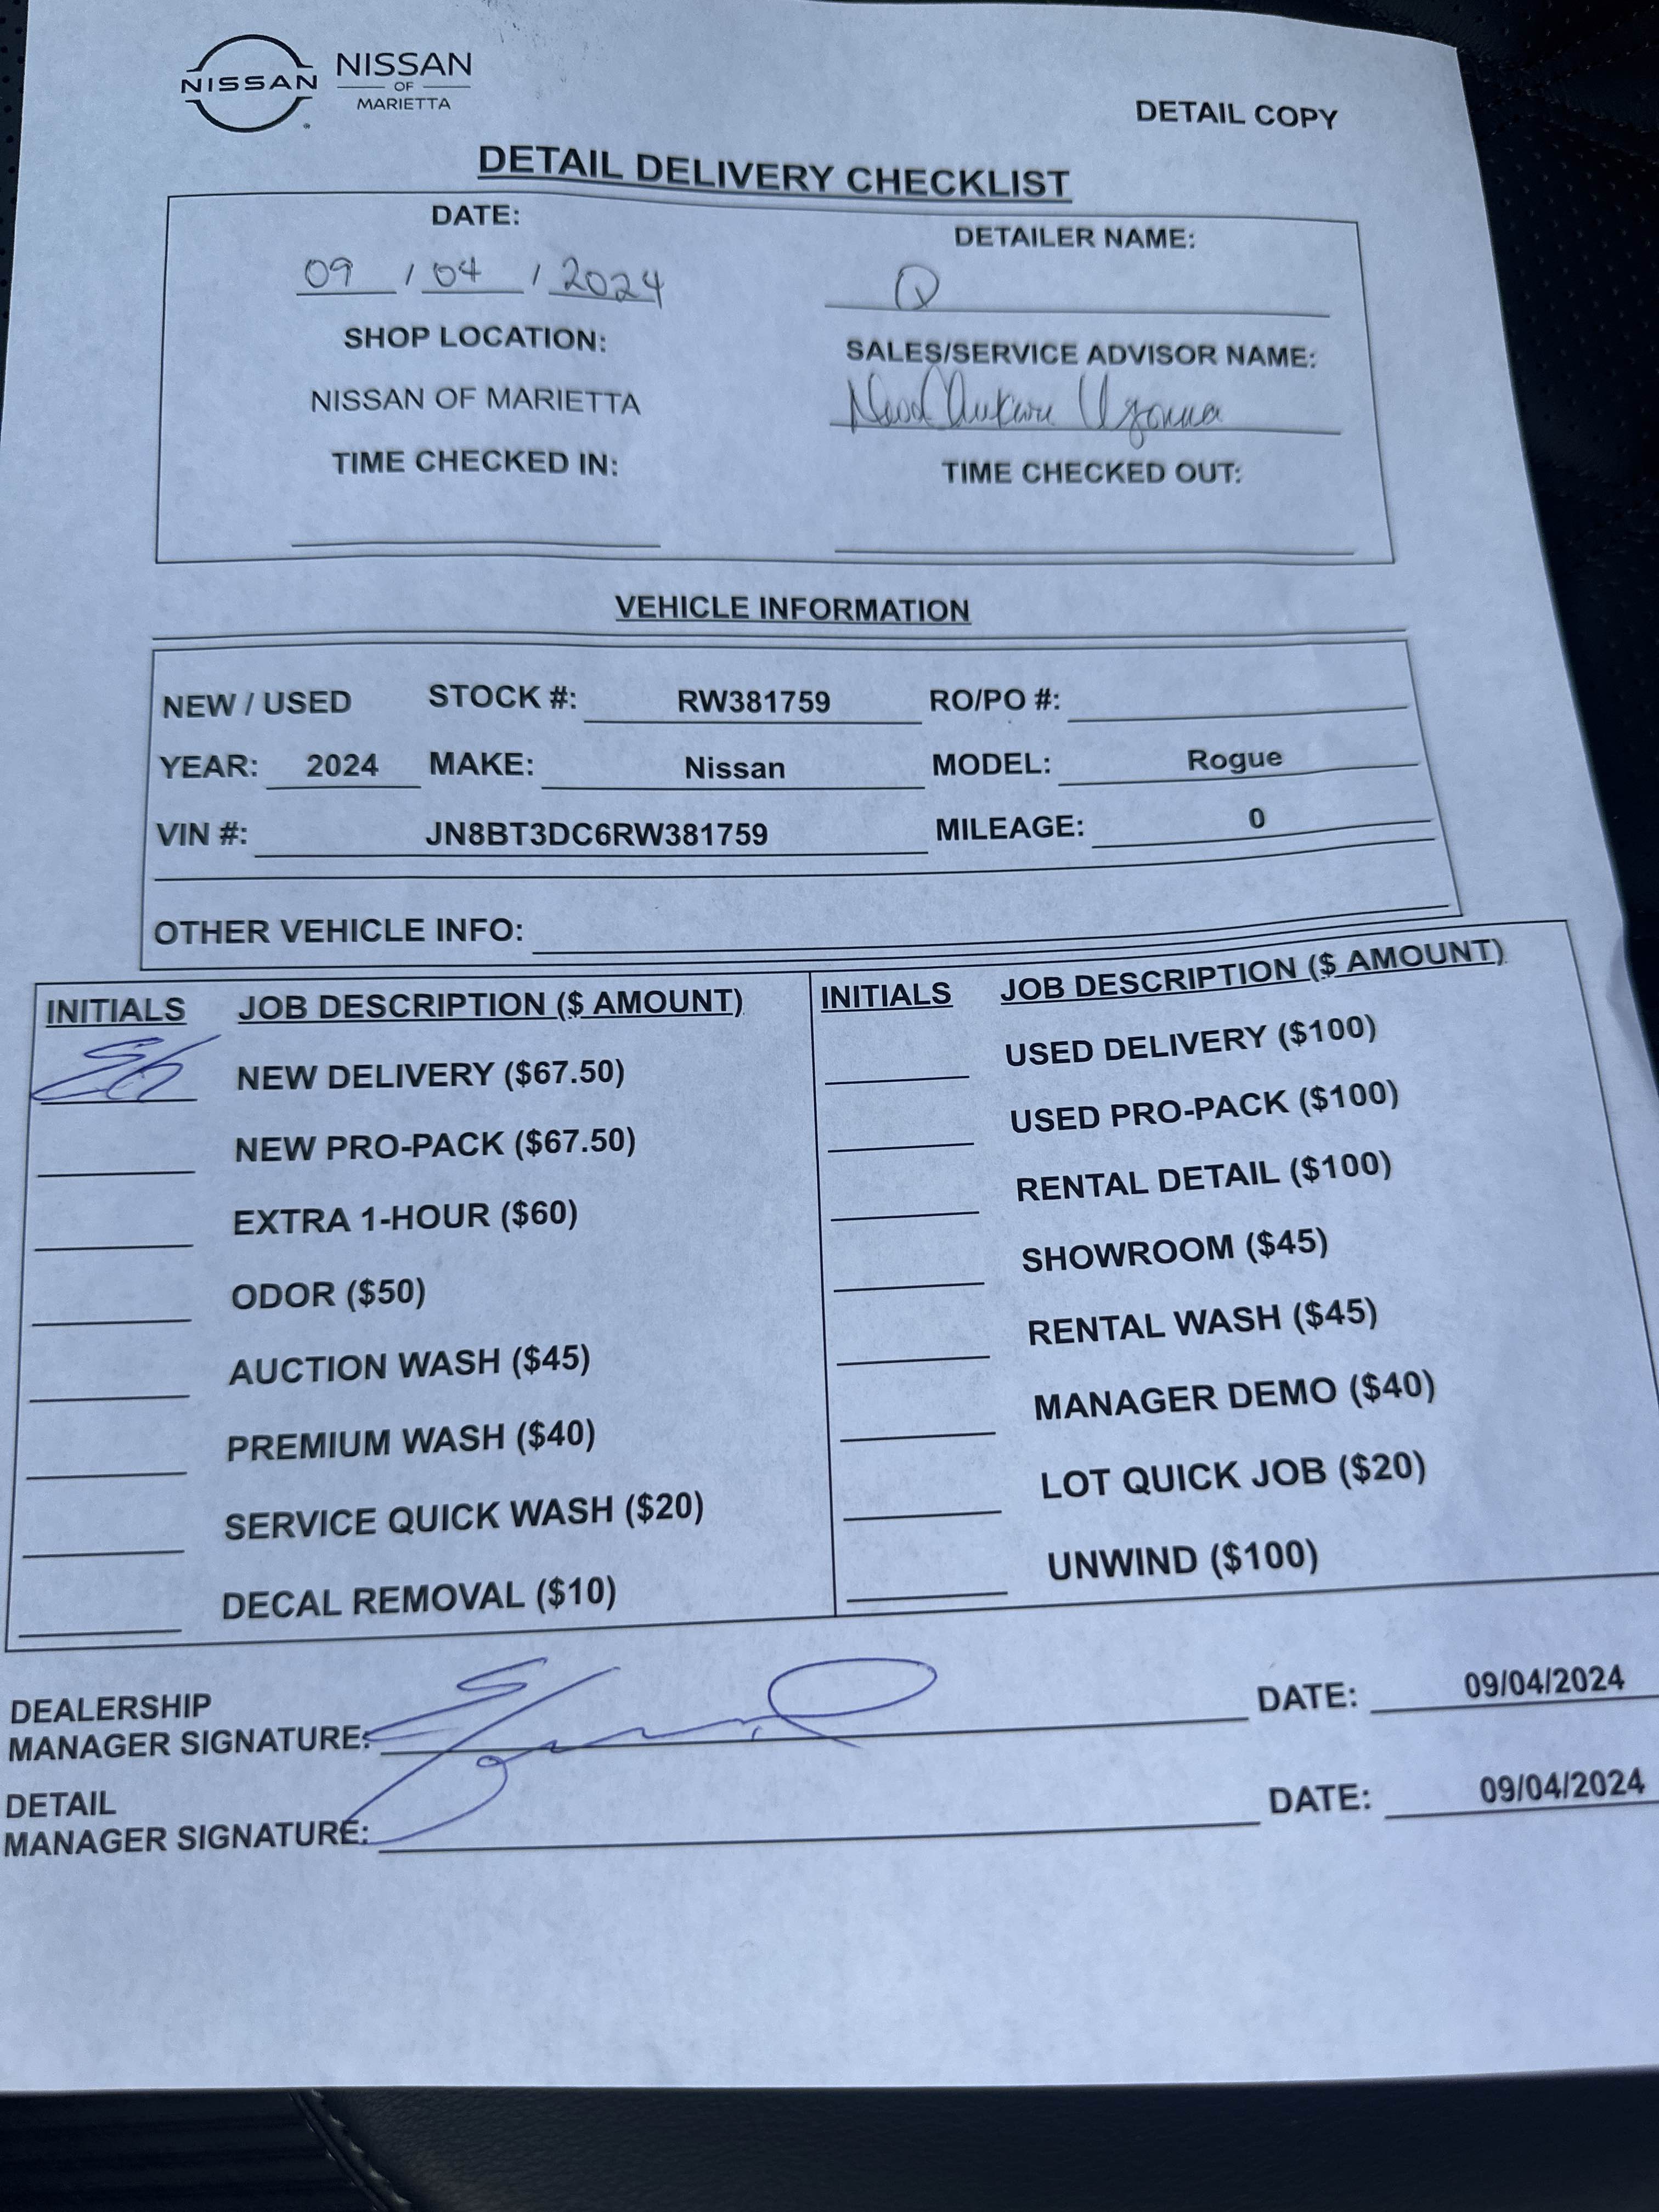 NISSAN
NISSAN
OF
MARIETTA
DETAIL COPY
DETAIL DELIVERY CHECKLIST
DATE:
DETAILER NAME:
09 / 04 / 2024
Q
SHOP LOCATION:
SALES/SERVICE ADVISOR NAME:
NISSAN OF MARIETTA
TIME CHECKED IN:
TIME CHECKED OUT:
VEHICLE INFORMATION
NEW / USED STOCK #: RW381759 RO/PO #:
YEAR: 2024 MAKE: Nissan MODEL: Rogue
VIN #: JN8BT3DC6RW381759 MILEAGE: 0
OTHER VEHICLE INFO:
INITIALS JOB DESCRIPTION ($ AMOUNT)
NEW DELIVERY ($67.50)
NEW PRO-PACK ($67.50)
EXTRA 1-HOUR ($60)
ODOR ($50)
AUCTION WASH ($45)
PREMIUM WASH ($40)
SERVICE QUICK WASH ($20)
DECAL REMOVAL ($10)
INITIALS JOB DESCRIPTION ($ AMOUNT)
USED DELIVERY ($100)
USED PRO-PACK ($100)
RENTAL DETAIL ($100)
SHOWROOM ($45)
RENTAL WASH ($45)
MANAGER DEMO ($40)
LOT QUICK JOB ($20)
UNWIND ($100)
DEALERSHIP
MANAGER SIGNATURE: DATE: 09/04/2024
DETAIL
MANAGER SIGNATURE: DATE: 09/04/2024